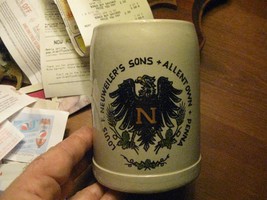 LOUIS F. NEUWEILER'S SONS • ALLENTOWN • PENNA
N